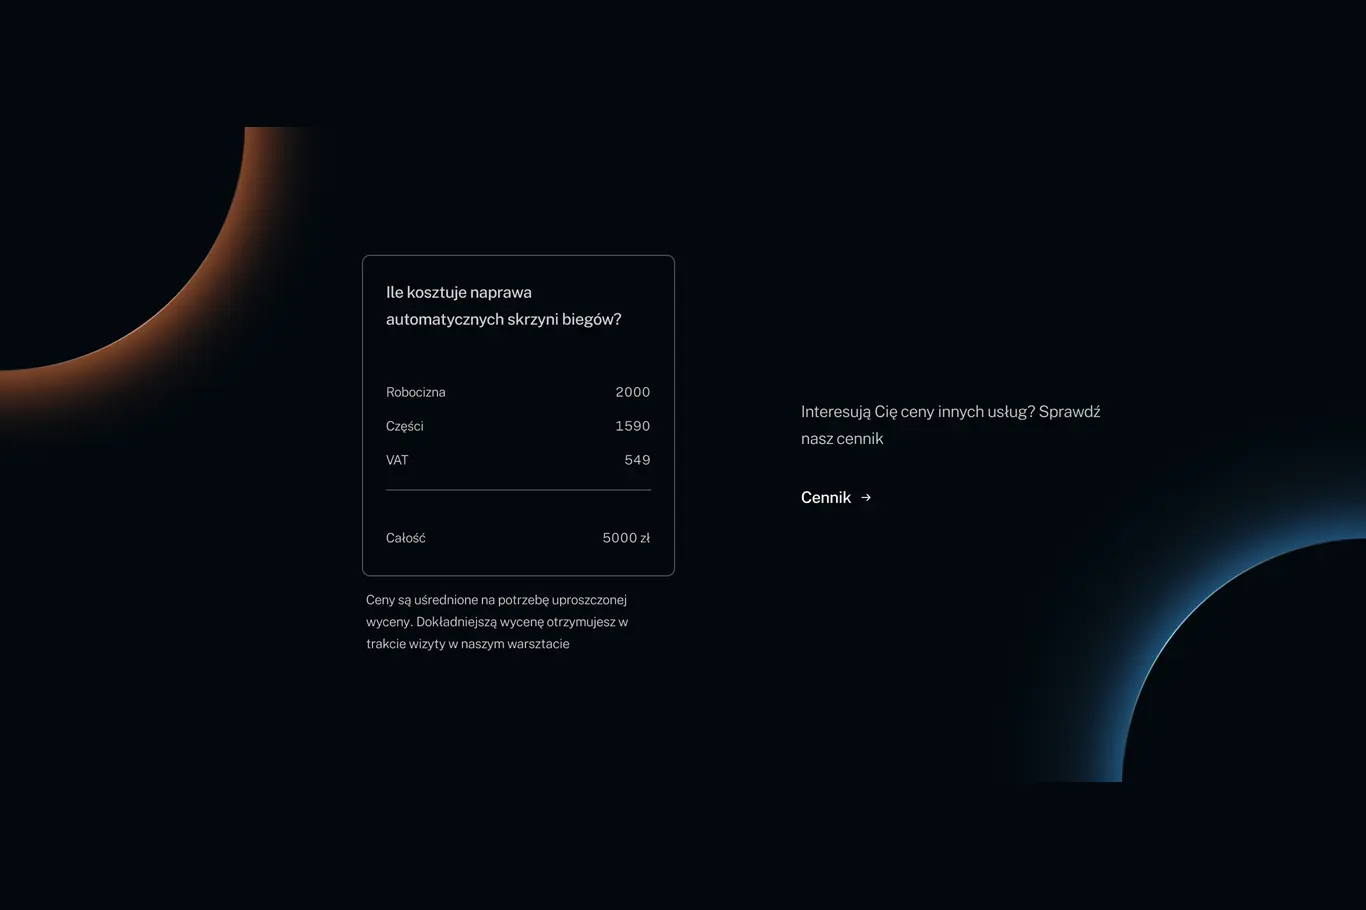 Ile kosztuje naprawa
automatycznych skrzyni biegów?
Robocizna 2000
Części 1590
VAT 549
Całość 5000 zł
Ceny są uśrednione na potrzebę uproszczonej
wyceny. Dokładniejszą wycenę otrzymujesz w
trakcie wizyty w naszym warsztacie
Interesują Cię ceny innych usług? Sprawdź
nasz cennik
Cennik →